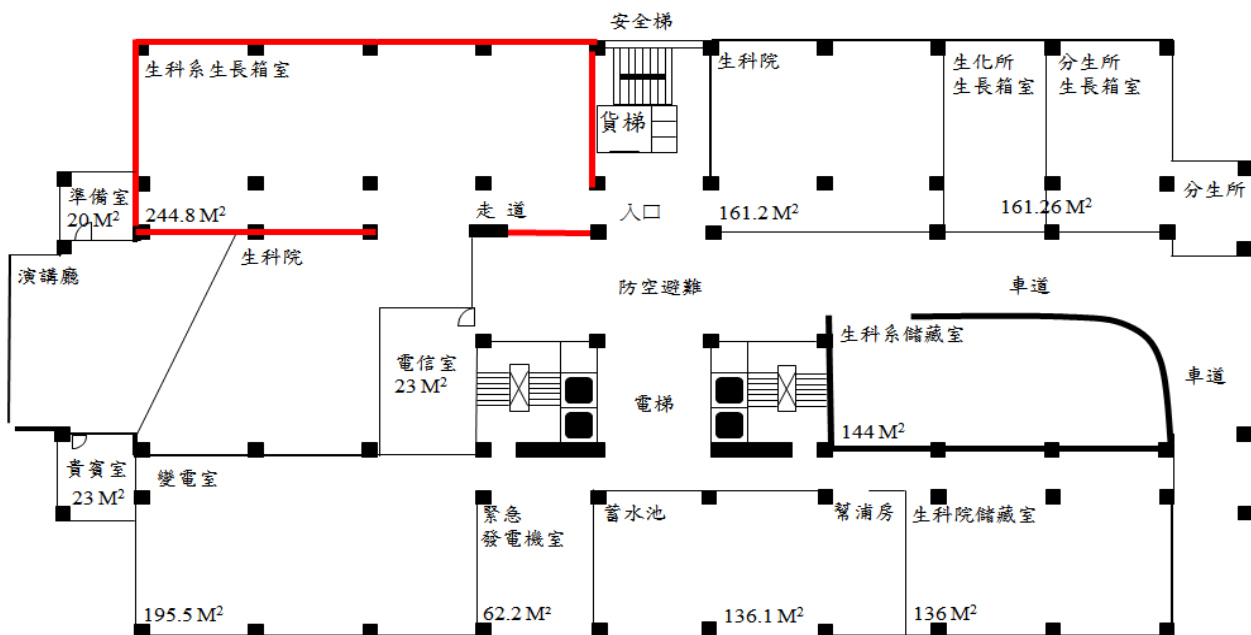 安全梯
生科系生長箱室
生科院
生化所
生長箱室
分生所
生長箱室
貨梯
準備室
20 M²
244.8 M²
走 道
入口
161.2 M²
161.26 M²
分生所
演講廳
生科院
防空避難
車道
生科系儲藏室
電信室
23 M²
電梯
車道
144 M²
貴賓室
23 M²
變電室
緊急
發電機室
蓄水池
幫浦房
生科院儲藏室
195.5 M²
62.2 M²
136.1 M²
136 M²